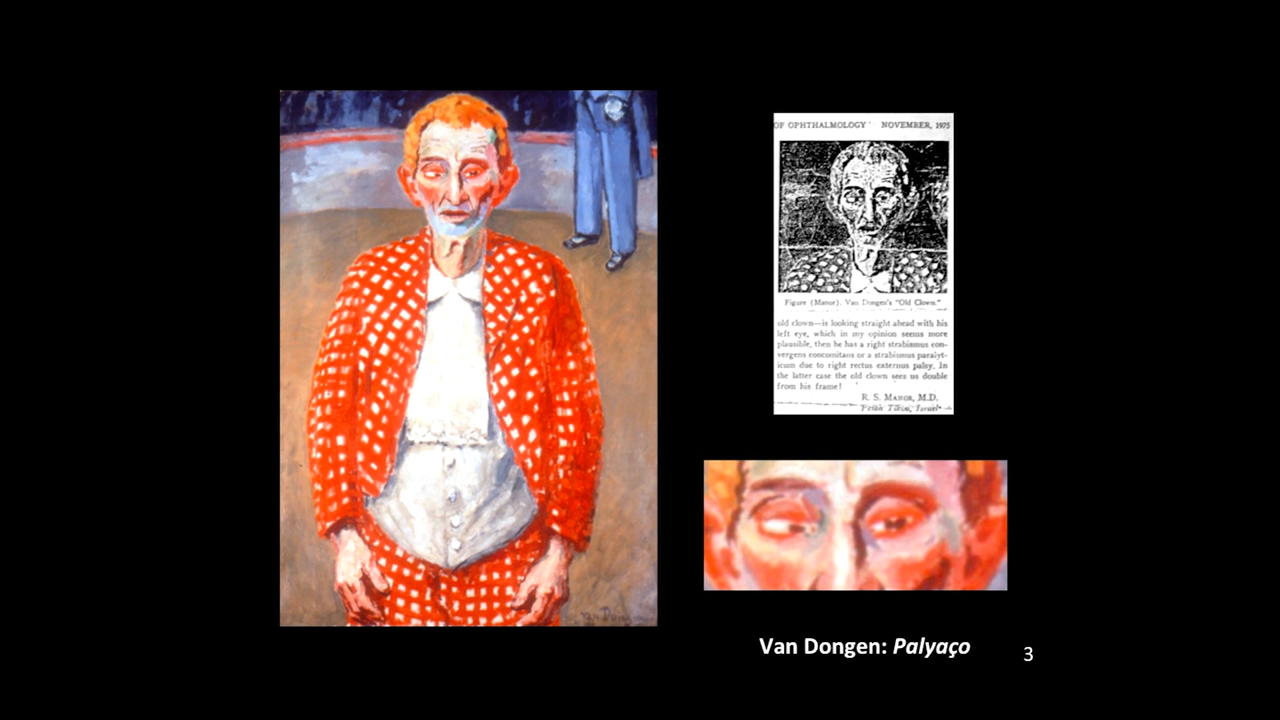 OF OPHTHALMOLOGY NOVEMBER, 1975
Figure (Manor). Van Dongen's "Old Clown."
old clown—is looking straight ahead with his
left eye, which in my opinion seems more
plausible, then he has a right strabismus con-
vergens concomitans or a strabismus paralyt-
icum due to right rectus externus palsy. In
the latter case the old clown sees us double
from his frame!
R. S. MANOR, M.D.
Petah Tikva, Israel
Van Dongen: Palyaço
3